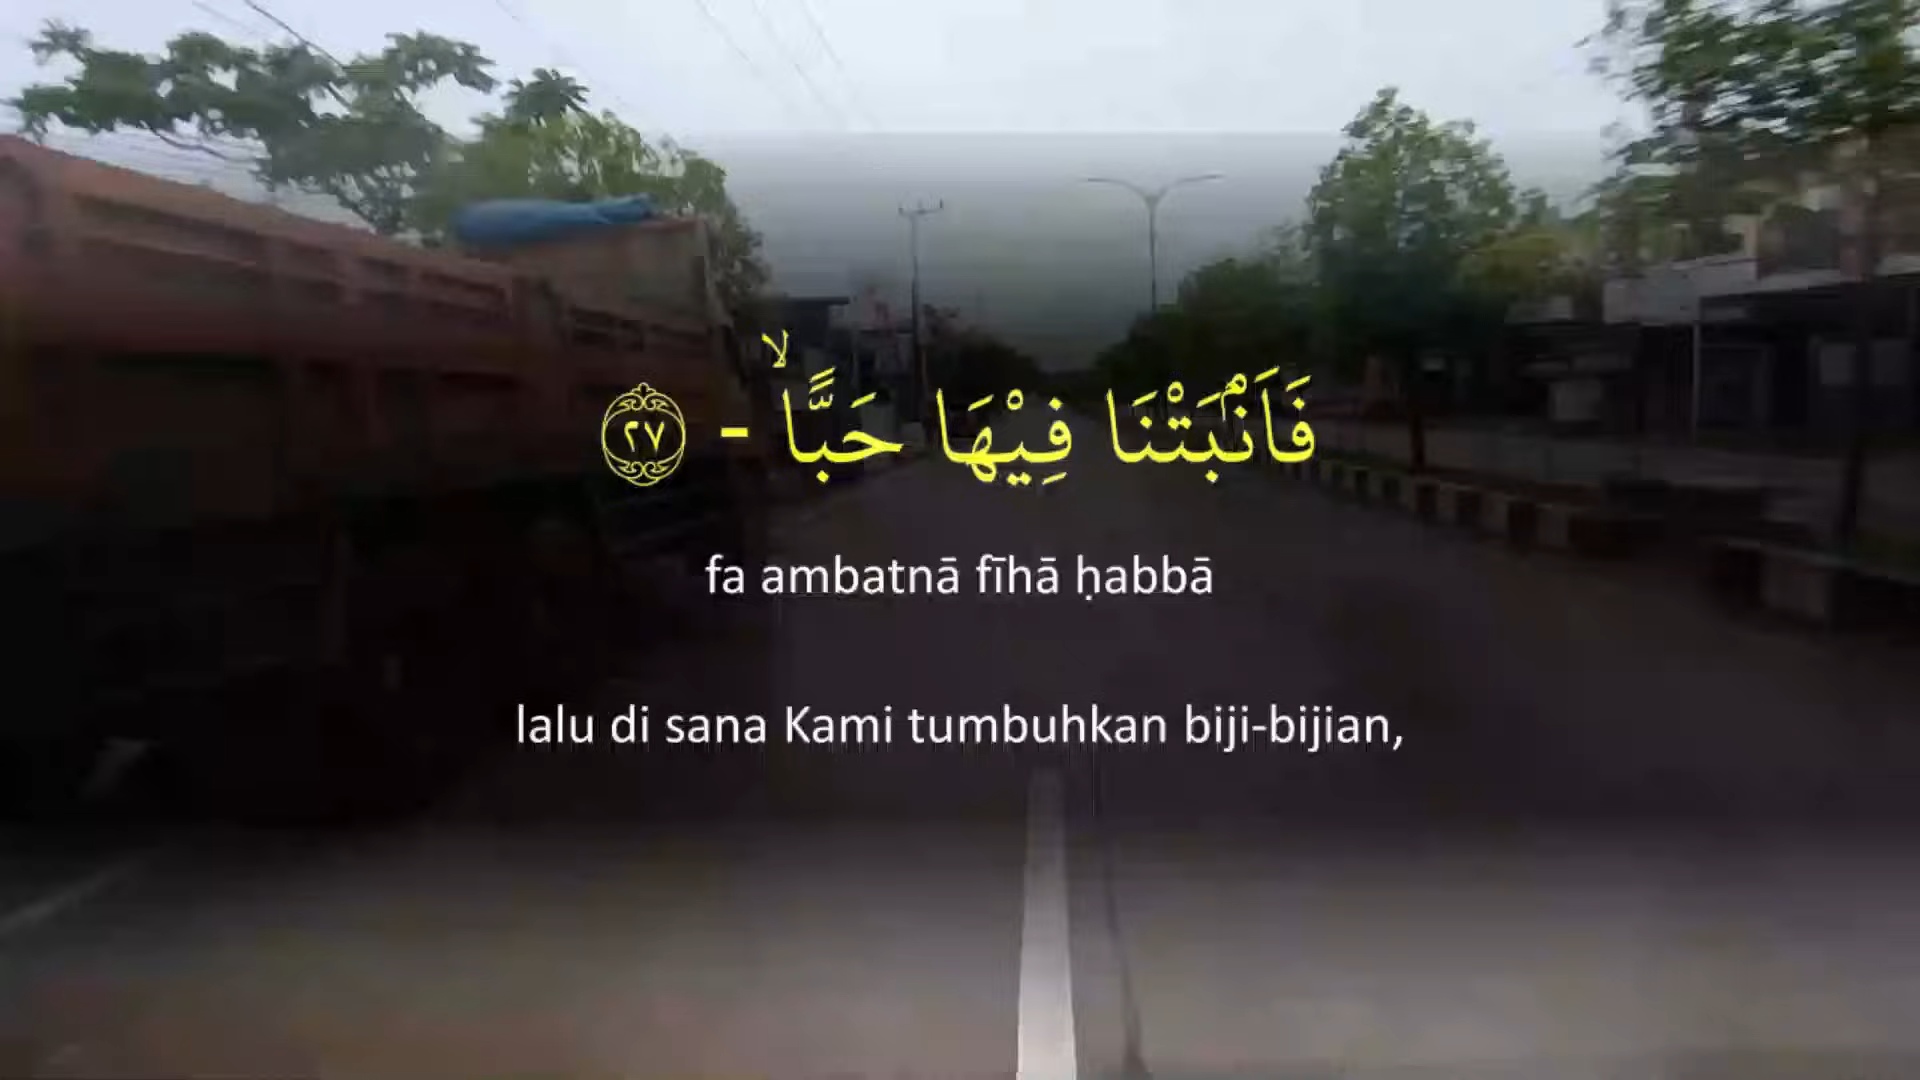 فَاَنْۢبَتْنَا فِيْهَا حَبًّاۙ - ٢٧
fa ambatnā fīhā ḥabbā
lalu di sana Kami tumbuhkan biji-bijian,